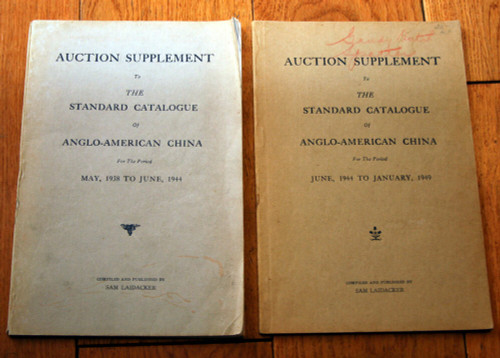 AUCTION SUPPLEMENT
To
THE
STANDARD CATALOGUE
Of
ANGLO-AMERICAN CHINA
For The Period
MAY, 1938 TO JUNE, 1944
COMPILED AND PUBLISHED BY
SAM LAIDACKER
AUCTION SUPPLEMENT
To
THE
STANDARD CATALOGUE
Of
ANGLO-AMERICAN CHINA
For The Period
JUNE, 1944 TO JANUARY, 1949
COMPILED AND PUBLISHED BY
SAM LAIDACKER